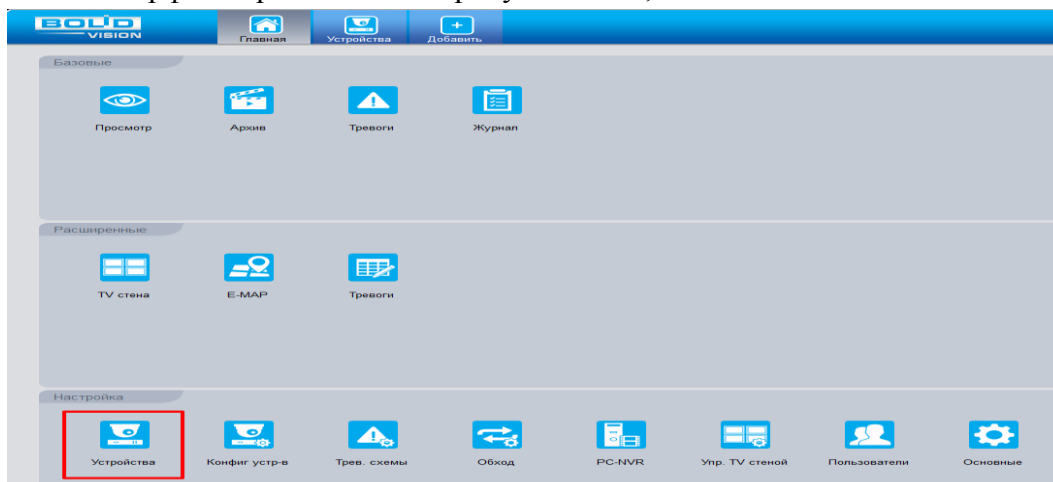 BOLID
VISION
Главная
Устройства
Добавить
Базовые
Просмотр
Архив
Тревоги
Журнал
Расширенные
TV стена
E-MAP
Тревоги
Настройка
Устройства
Конфиг устр-в
Трев. схемы
Обход
PC-NVR
Упр. TV стеной
Пользователи
Основные